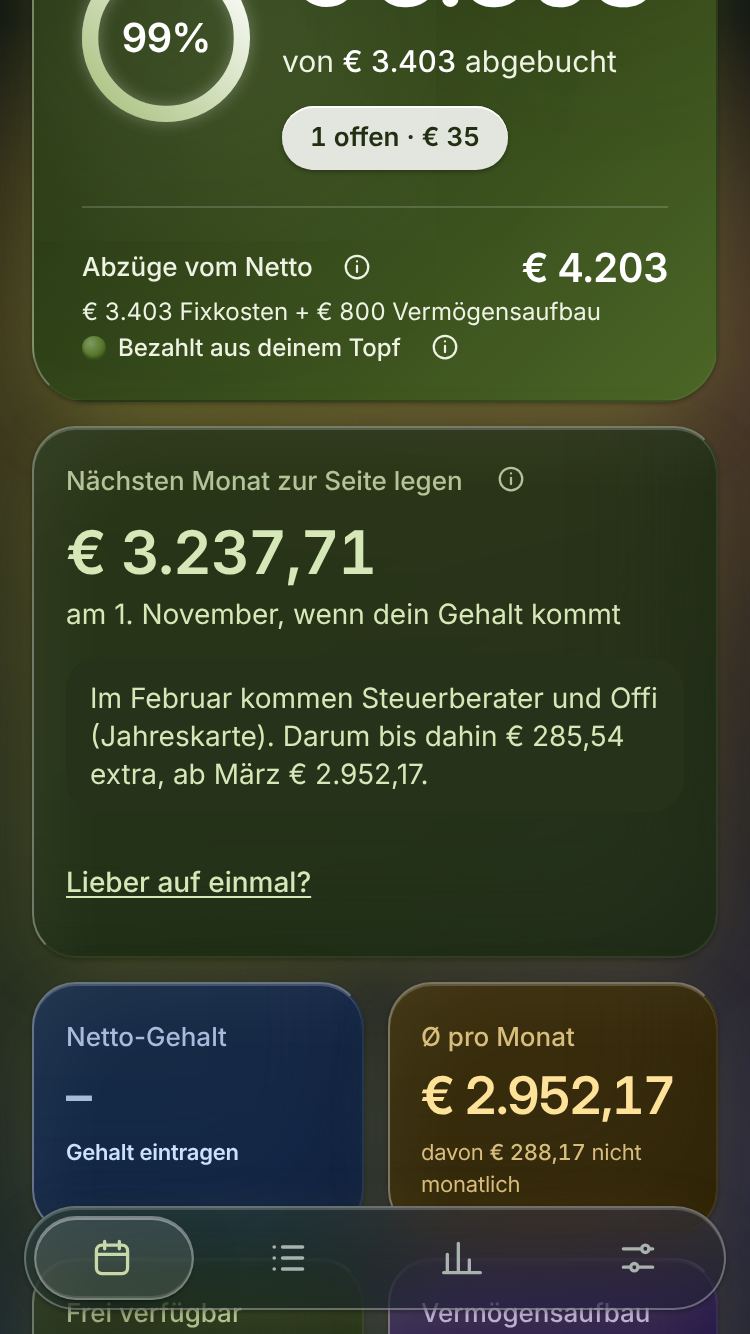 99%
von € 3.403 abgebucht
1 offen · € 35
Abzüge vom Netto
€ 4.203
€ 3.403 Fixkosten + € 800 Vermögensaufbau
Bezahlt aus deinem Topf
Nächsten Monat zur Seite legen
€ 3.237,71
am 1. November, wenn dein Gehalt kommt
Im Februar kommen Steuerberater und Offi
(Jahreskarte). Darum bis dahin € 285,54
extra, ab März € 2.952,17.
Lieber auf einmal?
Netto-Gehalt
–
Gehalt eintragen
Ø pro Monat
€ 2.952,17
davon € 288,17 nicht
monatlich
Frei verfügbar
Vermögensaufbau